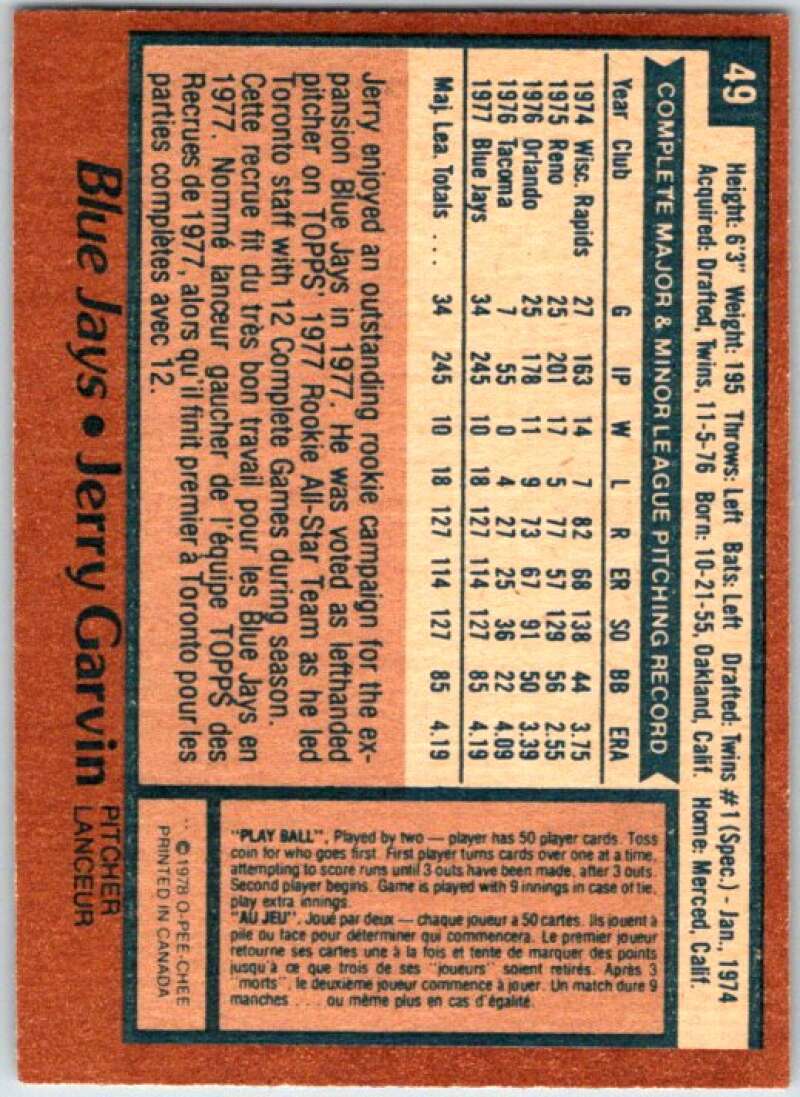 49
Height: 6'3" Weight: 195 Throws: Left Bats: Left Drafted: Twins #1 (Spec.) - Jan., 1974
Acquired: Drafted, Twins, 11-5-76 Born: 10-21-55, Oakland, Calif. Home: Merced, Calif.
COMPLETE MAJOR & MINOR LEAGUE PITCHING RECORD
Year Club G IP W L R ER SO BB ERA
1974 Wisc. Rapids 27 163 14 7 82 68 138 44 3.75
1975 Reno 25 201 17 5 77 57 129 56 2.55
1976 Orlando 25 178 11 9 73 67 91 50 3.39
1976 Tacoma 7 55 0 4 27 25 36 22 4.09
1977 Blue Jays 34 245 10 18 127 114 127 85 4.19
Maj. Lea. Totals .... 34 245 10 18 127 114 127 85 4.19
Jerry enjoyed an outstanding rookie campaign for the ex-
pansion Blue Jays in 1977. He was voted as lefthanded
pitcher on TOPPS' 1977 Rookie All-Star Team as he led
Toronto staff with 12 Complete Games during season.
Cette recrue fit du très bon travail pour les Blue Jays en
1977. Nommé lanceur gaucher de l'équipe TOPPS des
Recrues de 1977, alors qu'il finit prémier à Toronto pour les
parties complètes avec 12.
"PLAY BALL", Played by two — player has 50 player cards. Toss
coin for who goes first. First player turns cards over one at a time,
attempting to score runs until 3 outs have been made, after 3 outs.
Second player begins. Game is played with 9 innings in case of tie,
play extra innings.
"AU JEU". Joué par deux — chaque joueur a 50 cartes. Ils jouent à
pile ou face pour déterminer qui commencera. Le premier joueur
retourne ses cartes une à la fois et tente de marquer des points
jusqu'à ce que trois de ses "joueurs" soient retirés. Après 3
"morts", le deuxième joueur commence à jouer. Un match dure 9
manches .... ou même plus en cas d'égalité.
© 1978 O-PEE-CHEE
PRINTED IN CANADA
Blue Jays • Jerry Garvin PITCHER
LANCEUR